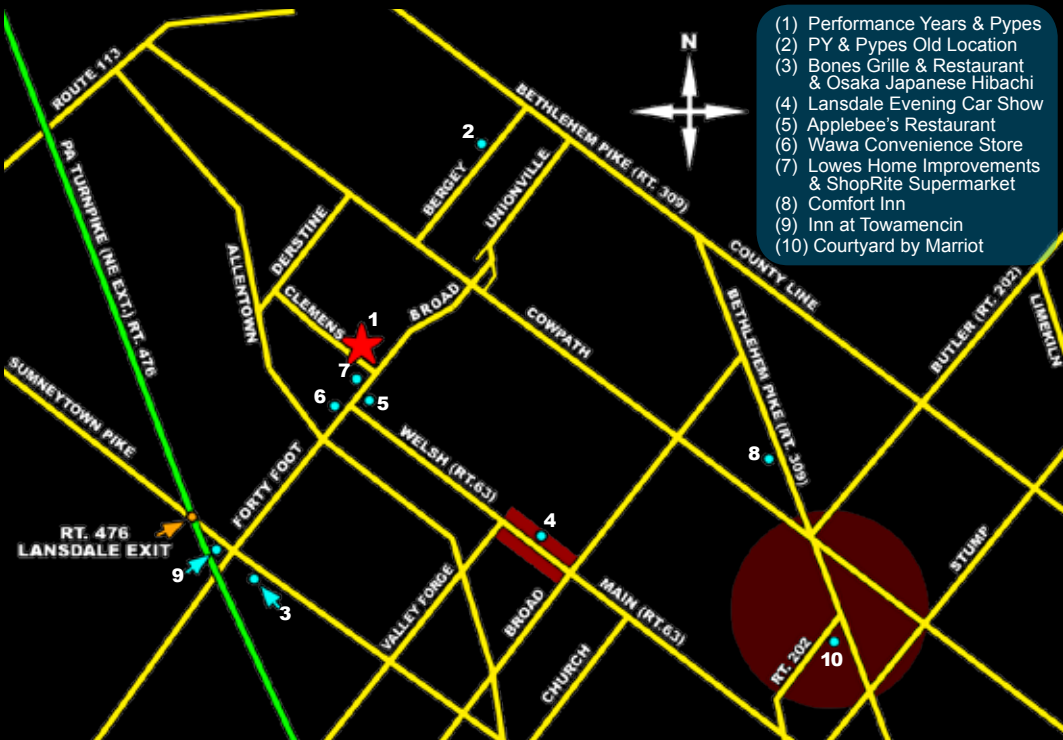 (1) Performance Years & Pypes
(2) PY & Pypes Old Location
(3) Bones Grille & Restaurant
& Osaka Japanese Hibachi
(4) Lansdale Evening Car Show
(5) Applebee's Restaurant
(6) Wawa Convenience Store
(7) Lowes Home Improvements
& ShopRite Supermarket
(8) Comfort Inn
(9) Inn at Towamencin
(10) Courtyard by Marriot
N
ROUTE 113
PA TURNPIKE (NE EXT.) RT. 476
BETHLEHEM PIKE (RT. 309)
2
BERGEY
UNIONVILLE
DERSTINE
ALLENTOWN
CLEMENS
1
BROAD
COWPATH
COUNTY LINE
BETHLEHEM PIKE (RT. 309)
BUTLER (RT. 202)
LIMEKILN
SUMNEYTOWN PIKE
7
6
5
WELSH (RT.63)
FORTY FOOT
8
4
RT. 476
LANSDALE EXIT
9
3
VALLEY FORGE
BROAD
MAIN (RT.63)
CHURCH
STUMP
RT. 202
10